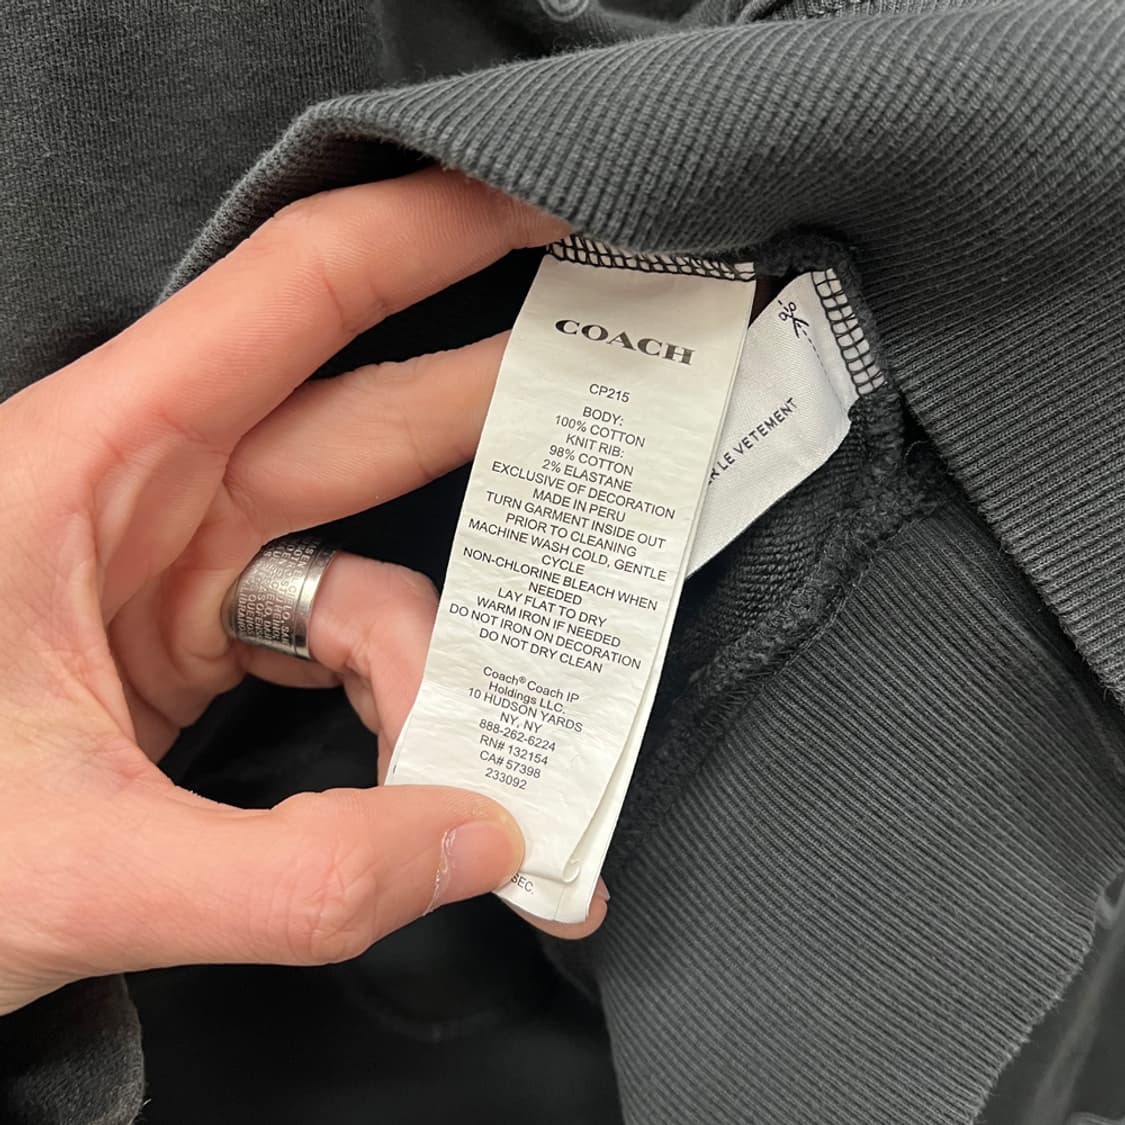 COACH
CP215
BODY:
100% COTTON
KNIT RIB:
98% COTTON
2% ELASTANE
EXCLUSIVE OF DECORATION
MADE IN PERU
TURN GARMENT INSIDE OUT
PRIOR TO CLEANING
MACHINE WASH COLD, GENTLE
CYCLE
NON-CHLORINE BLEACH WHEN
NEEDED
LAY FLAT TO DRY
WARM IRON IF NEEDED
DO NOT IRON ON DECORATION
DO NOT DRY CLEAN
Coach® Coach IP
Holdings LLC.
10 HUDSON YARDS
NY, NY
888-262-6224
RN# 132154
CA# 57398
233092
SEC.
LE VETEMENT